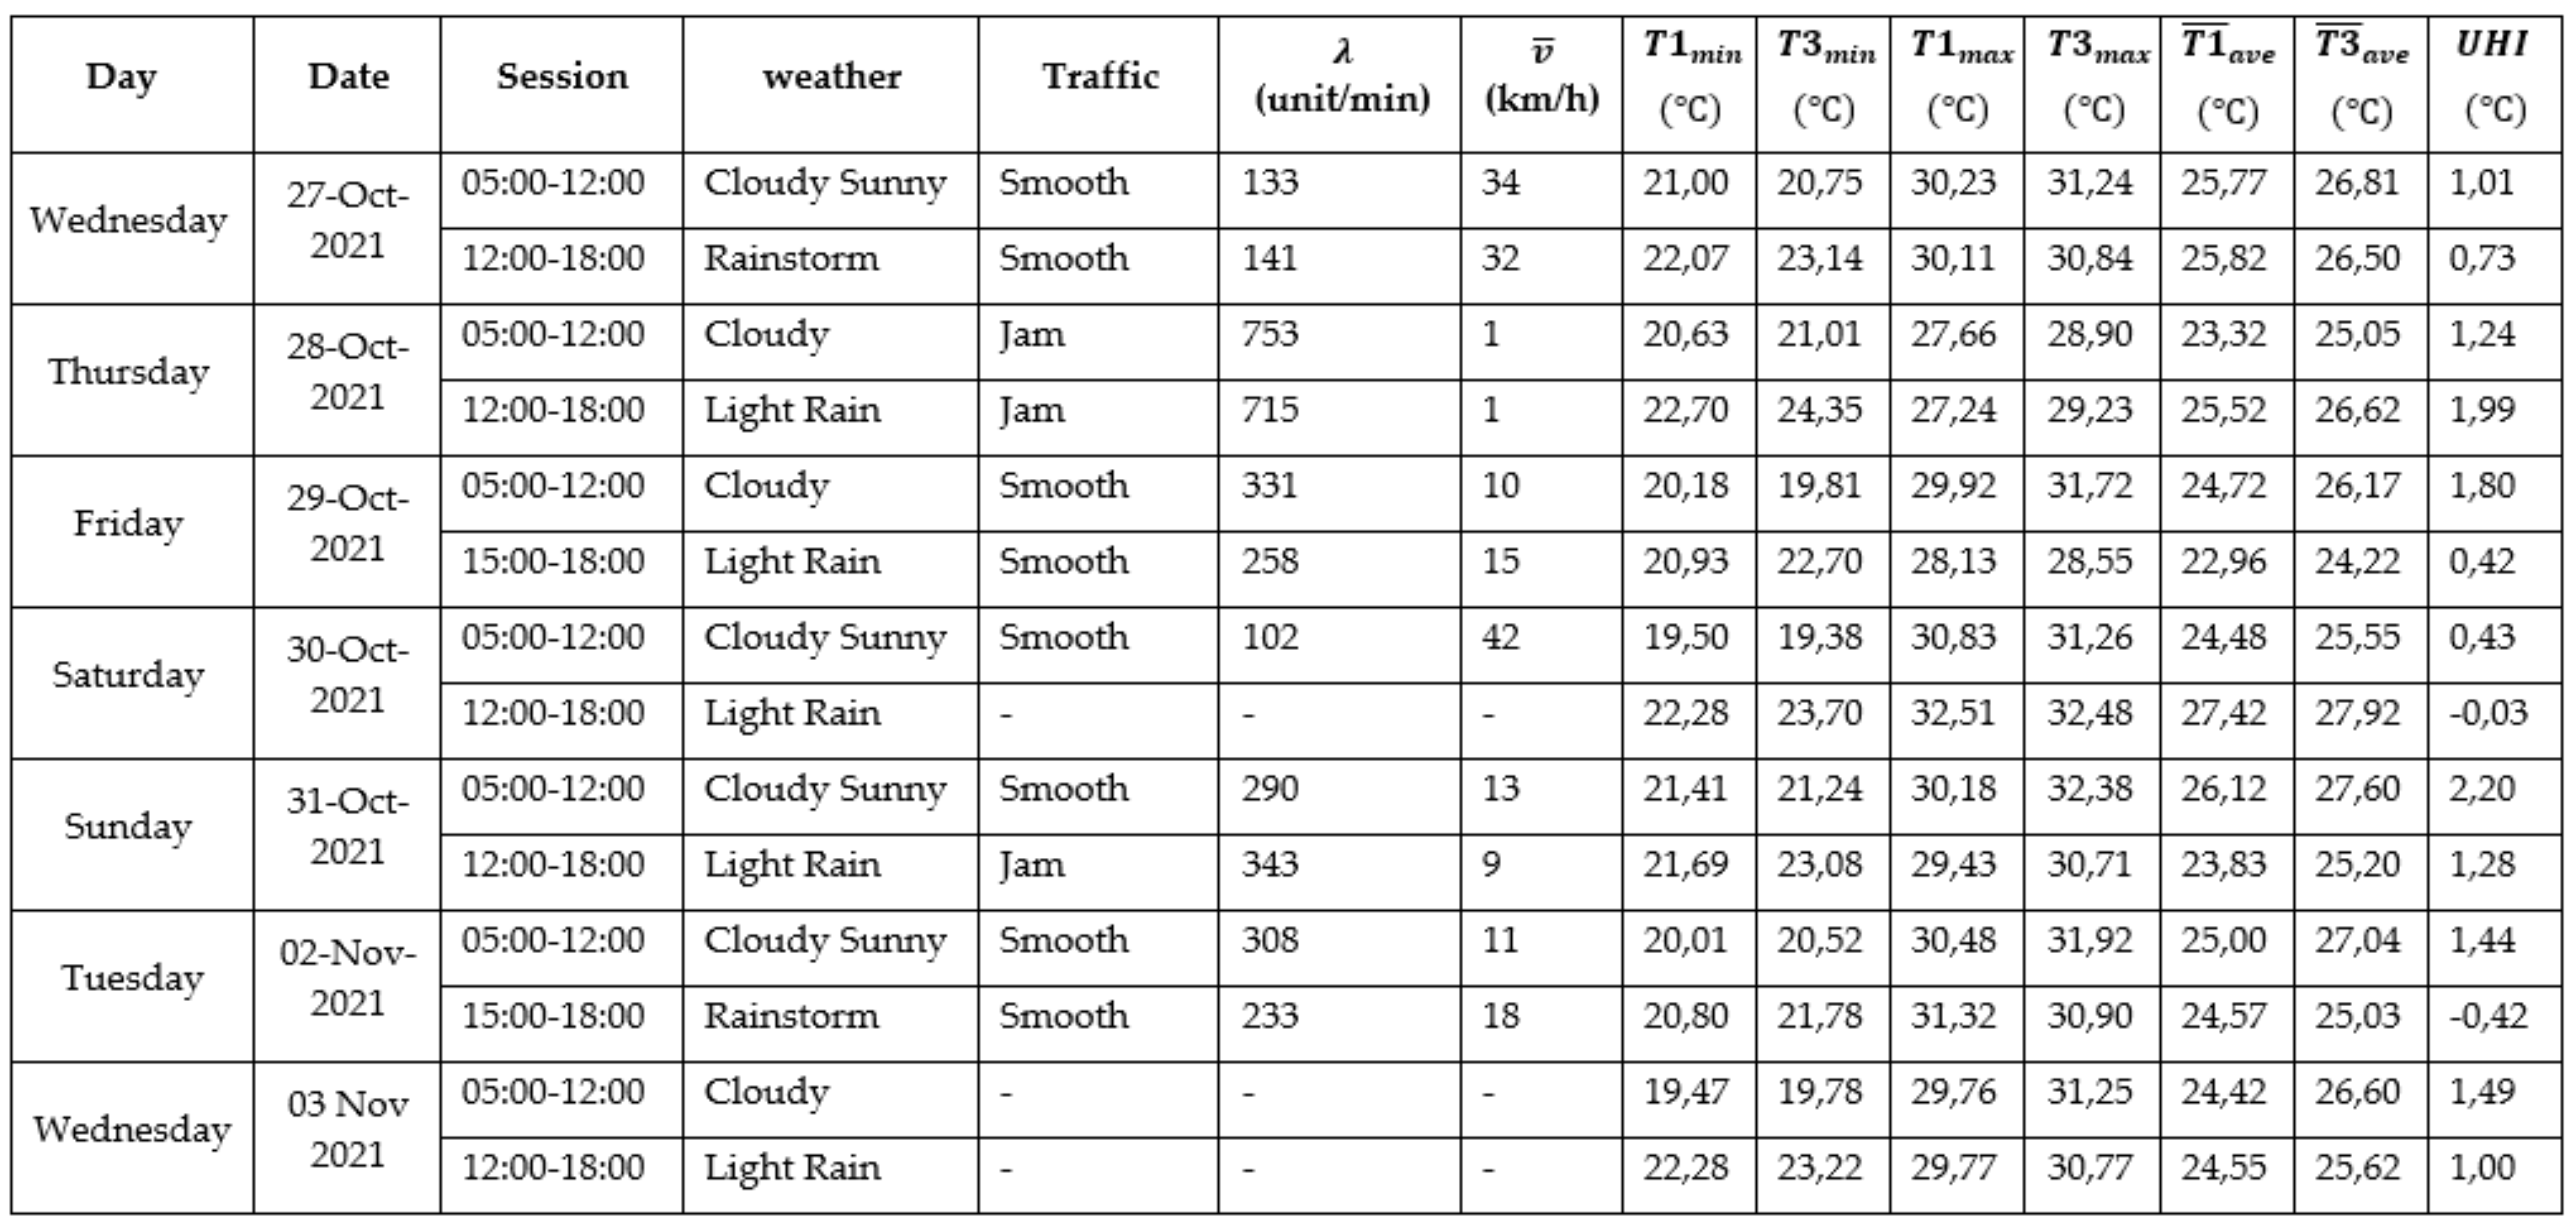 Day Date Session weather Traffic λ (unit/min) v̅ (km/h) T1min (°C) T3min (°C) T1max (°C) T3max (°C) T̅1̅ave (°C) T̅3̅ave (°C) UHI (°C)
Wednesday 27-Oct-2021 05:00-12:00 Cloudy Sunny Smooth 133 34 21,00 20,75 30,23 31,24 25,77 26,81 1,01
12:00-18:00 Rainstorm Smooth 141 32 22,07 23,14 30,11 30,84 25,82 26,50 0,73
Thursday 28-Oct-2021 05:00-12:00 Cloudy Jam 753 1 20,63 21,01 27,66 28,90 23,32 25,05 1,24
12:00-18:00 Light Rain Jam 715 1 22,70 24,35 27,24 29,23 25,52 26,62 1,99
Friday 29-Oct-2021 05:00-12:00 Cloudy Smooth 331 10 20,18 19,81 29,92 31,72 24,72 26,17 1,80
15:00-18:00 Light Rain Smooth 258 15 20,93 22,70 28,13 28,55 22,96 24,22 0,42
Saturday 30-Oct-2021 05:00-12:00 Cloudy Sunny Smooth 102 42 19,50 19,38 30,83 31,26 24,48 25,55 0,43
12:00-18:00 Light Rain - - - 22,28 23,70 32,51 32,48 27,42 27,92 -0,03
Sunday 31-Oct-2021 05:00-12:00 Cloudy Sunny Smooth 290 13 21,41 21,24 30,18 32,38 26,12 27,60 2,20
12:00-18:00 Light Rain Jam 343 9 21,69 23,08 29,43 30,71 23,83 25,20 1,28
Tuesday 02-Nov-2021 05:00-12:00 Cloudy Sunny Smooth 308 11 20,01 20,52 30,48 31,92 25,00 27,04 1,44
15:00-18:00 Rainstorm Smooth 233 18 20,80 21,78 31,32 30,90 24,57 25,03 -0,42
Wednesday 03 Nov 2021 05:00-12:00 Cloudy - - - 19,47 19,78 29,76 31,25 24,42 26,60 1,49
12:00-18:00 Light Rain - - - 22,28 23,22 29,77 30,77 24,55 25,62 1,00